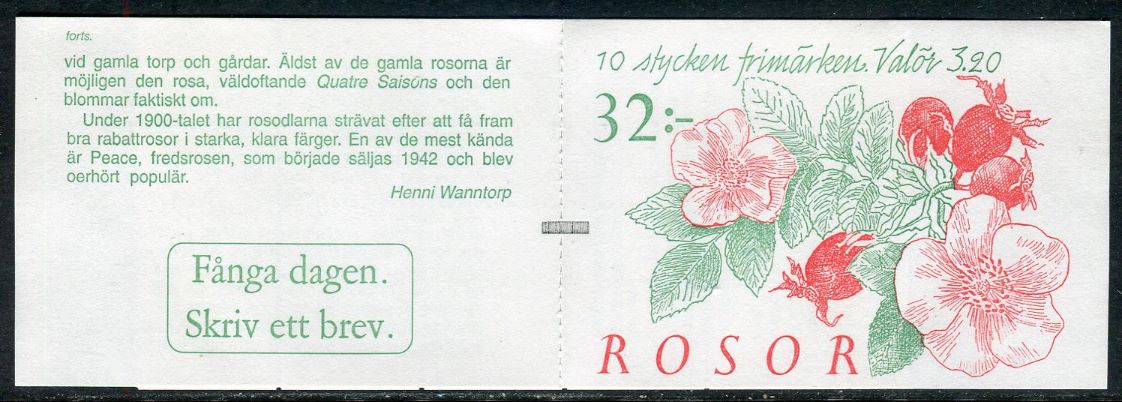 forts.
vid gamla torp och gårdar. Äldst av de gamla rosorna är
möjligen den rosa, väldoftande Quatre Saisons och den
blommar faktiskt om.
Under 1900-talet har rosodlarna strävat efter att få fram
bra rabattrosor i starka, klara färger. En av de mest kända
är Peace, fredsrosen, som började säljas 1942 och blev
oerhört populär.
Henni Wanntorp
Fånga dagen.
Skriv ett brev.
10 stycken frimärken. Valör 3.20
32:-
ROSOR